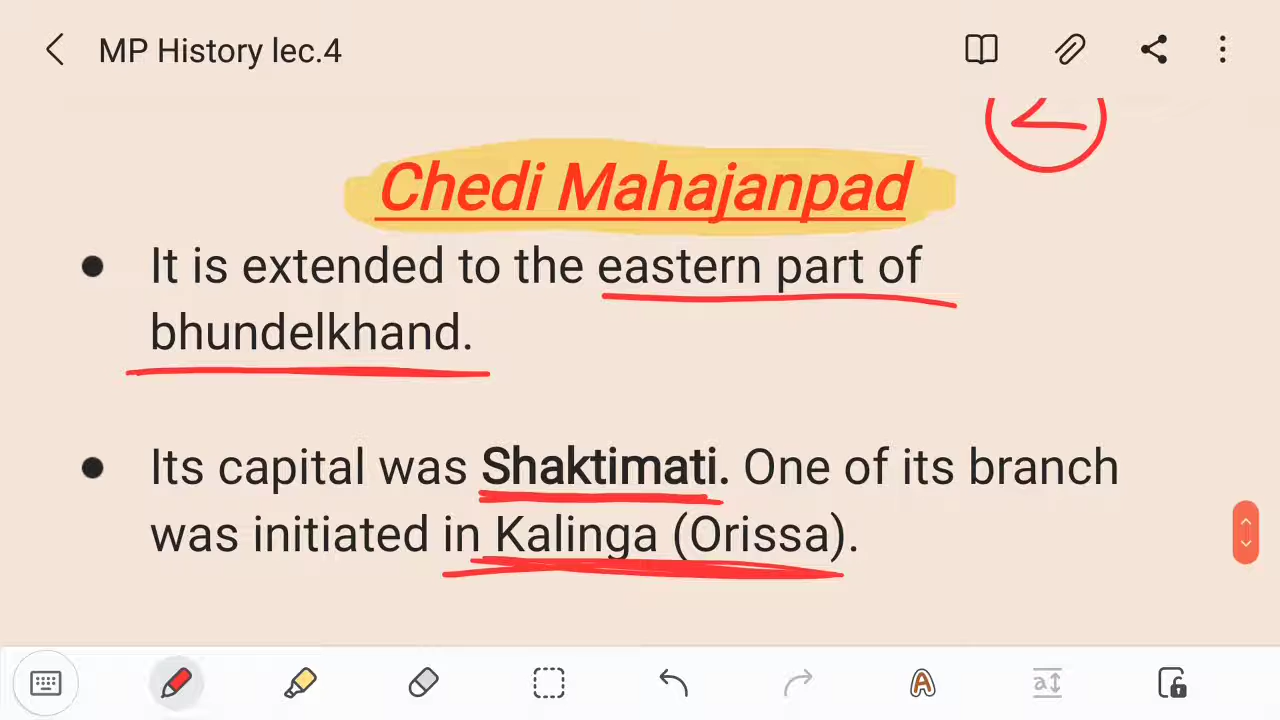 MP History lec.4
2
Chedi Mahajanpad
● It is extended to the eastern part of
bhundelkhand.
● Its capital was Shaktimati. One of its branch
was initiated in Kalinga (Orissa).
A
a